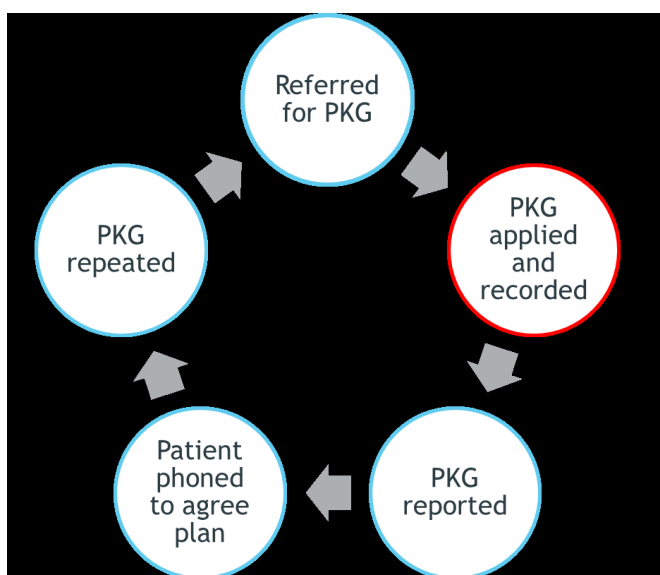 Referred
for PKG
PKG
applied
and
recorded
PKG
reported
Patient
phoned
to agree
plan
PKG
repeated